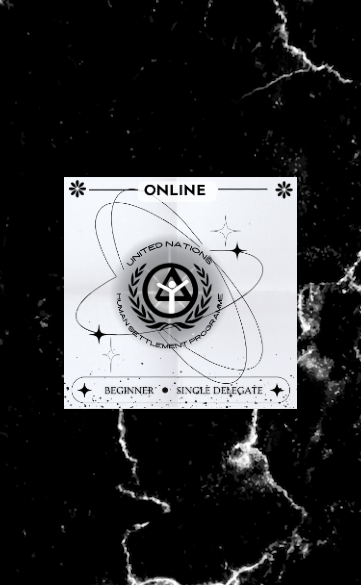 ONLINE
UNITED NATIONS
HUMAN SETTLEMENT PROGRAMME
BEGINNER • SINGLE DELEGATE